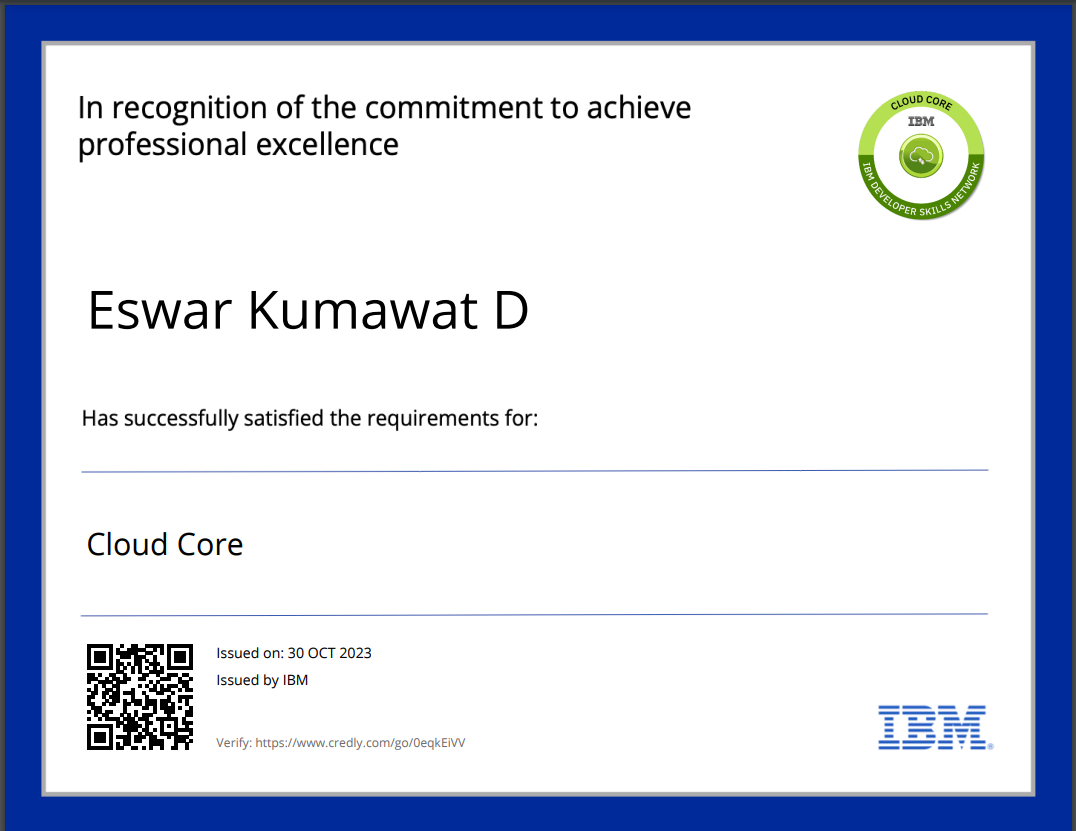 In recognition of the commitment to achieve
professional excellence
CLOUD CORE
IBM
IBM DEVELOPER SKILLS NETWORK
Eswar Kumawat D
Has successfully satisfied the requirements for:
Cloud Core
Issued on: 30 OCT 2023
Issued by IBM
Verify: https://www.credly.com/go/0eqkEiVV
IBM®